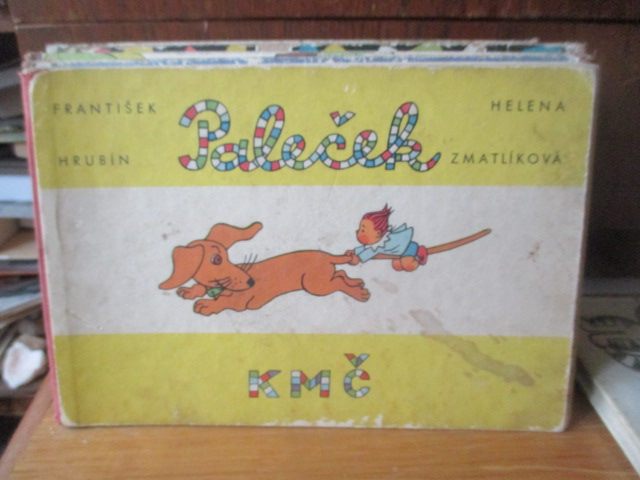 FRANTIŠEK
HRUBÍN
Paleček
HELENA
ZMATLÍKOVÁ
KMČ